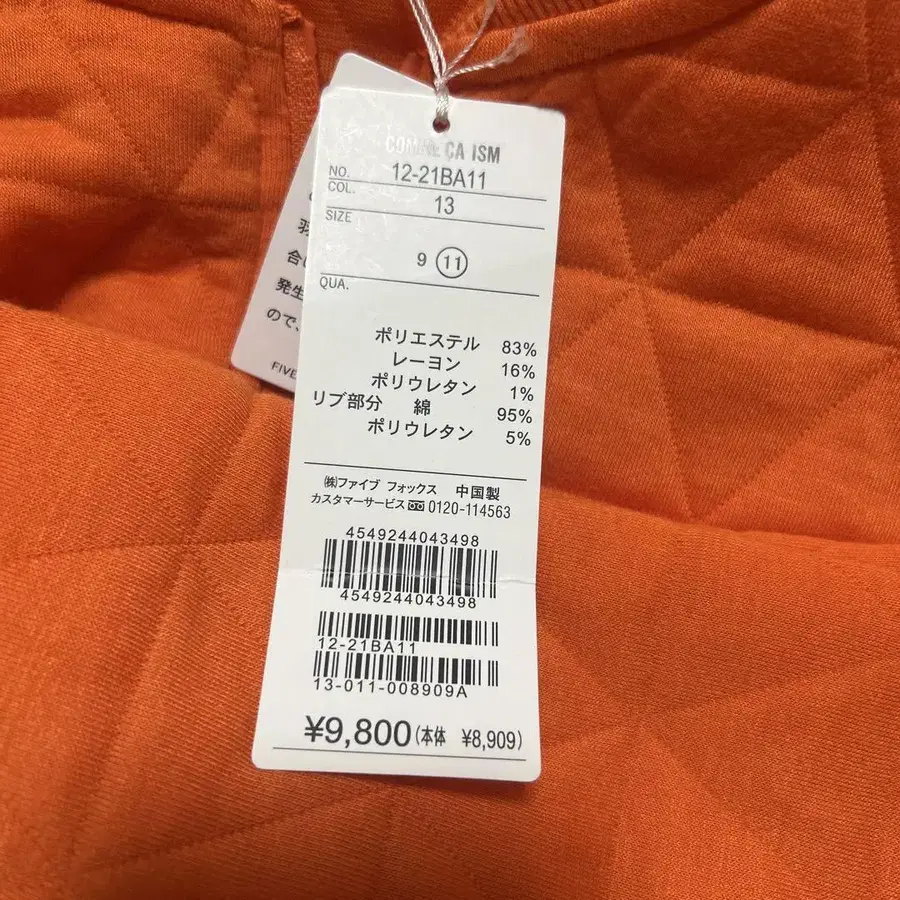 COMME ÇA ISM
NO. 12-21BA11
COL. 13
SIZE
9 11
QUA.
ポリエステル 83%
レーヨン 16%
ポリウレタン 1%
リブ部分 綿 95%
ポリウレタン 5%
㈱ファイブ フォックス 中国製
カスタマーサービス 0120-114563
4549244043498
4549244043498
12-21BA11
13-011-008909A
¥9,800(本体 ¥8,909)
合
発生
ので、
FIVE